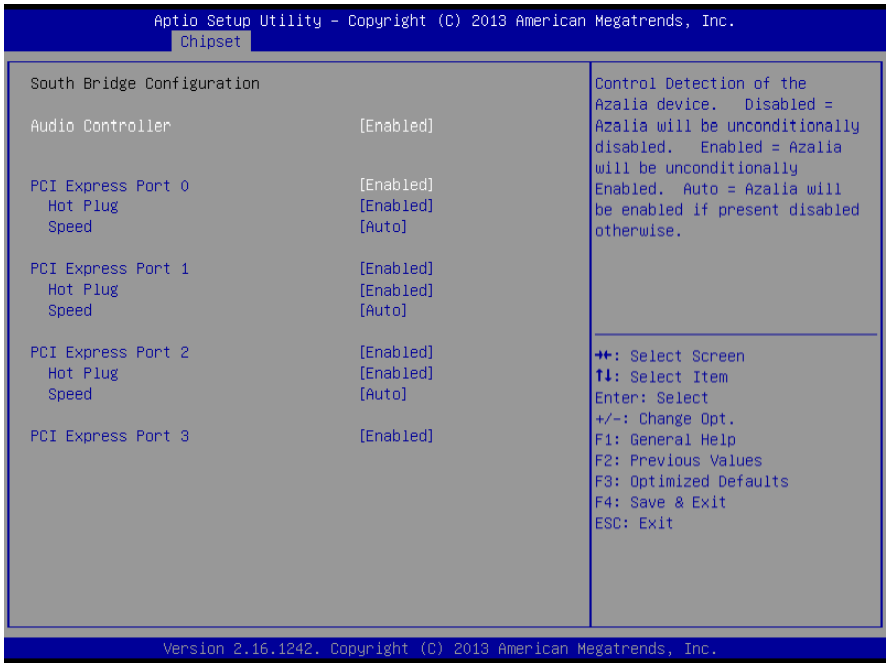 Aptio Setup Utility – Copyright (C) 2013 American Megatrends, Inc.
Chipset
South Bridge Configuration
Audio Controller [Enabled]
PCI Express Port 0 [Enabled]
Hot Plug [Enabled]
Speed [Auto]
PCI Express Port 1 [Enabled]
Hot Plug [Enabled]
Speed [Auto]
PCI Express Port 2 [Enabled]
Hot Plug [Enabled]
Speed [Auto]
PCI Express Port 3 [Enabled]
Control Detection of the
Azalia device. Disabled =
Azalia will be unconditionally
disabled. Enabled = Azalia
will be unconditionally
Enabled. Auto = Azalia will
be enabled if present disabled
otherwise.
→←: Select Screen
↑↓: Select Item
Enter: Select
+/-: Change Opt.
F1: General Help
F2: Previous Values
F3: Optimized Defaults
F4: Save & Exit
ESC: Exit
Version 2.16.1242. Copyright (C) 2013 American Megatrends, Inc.